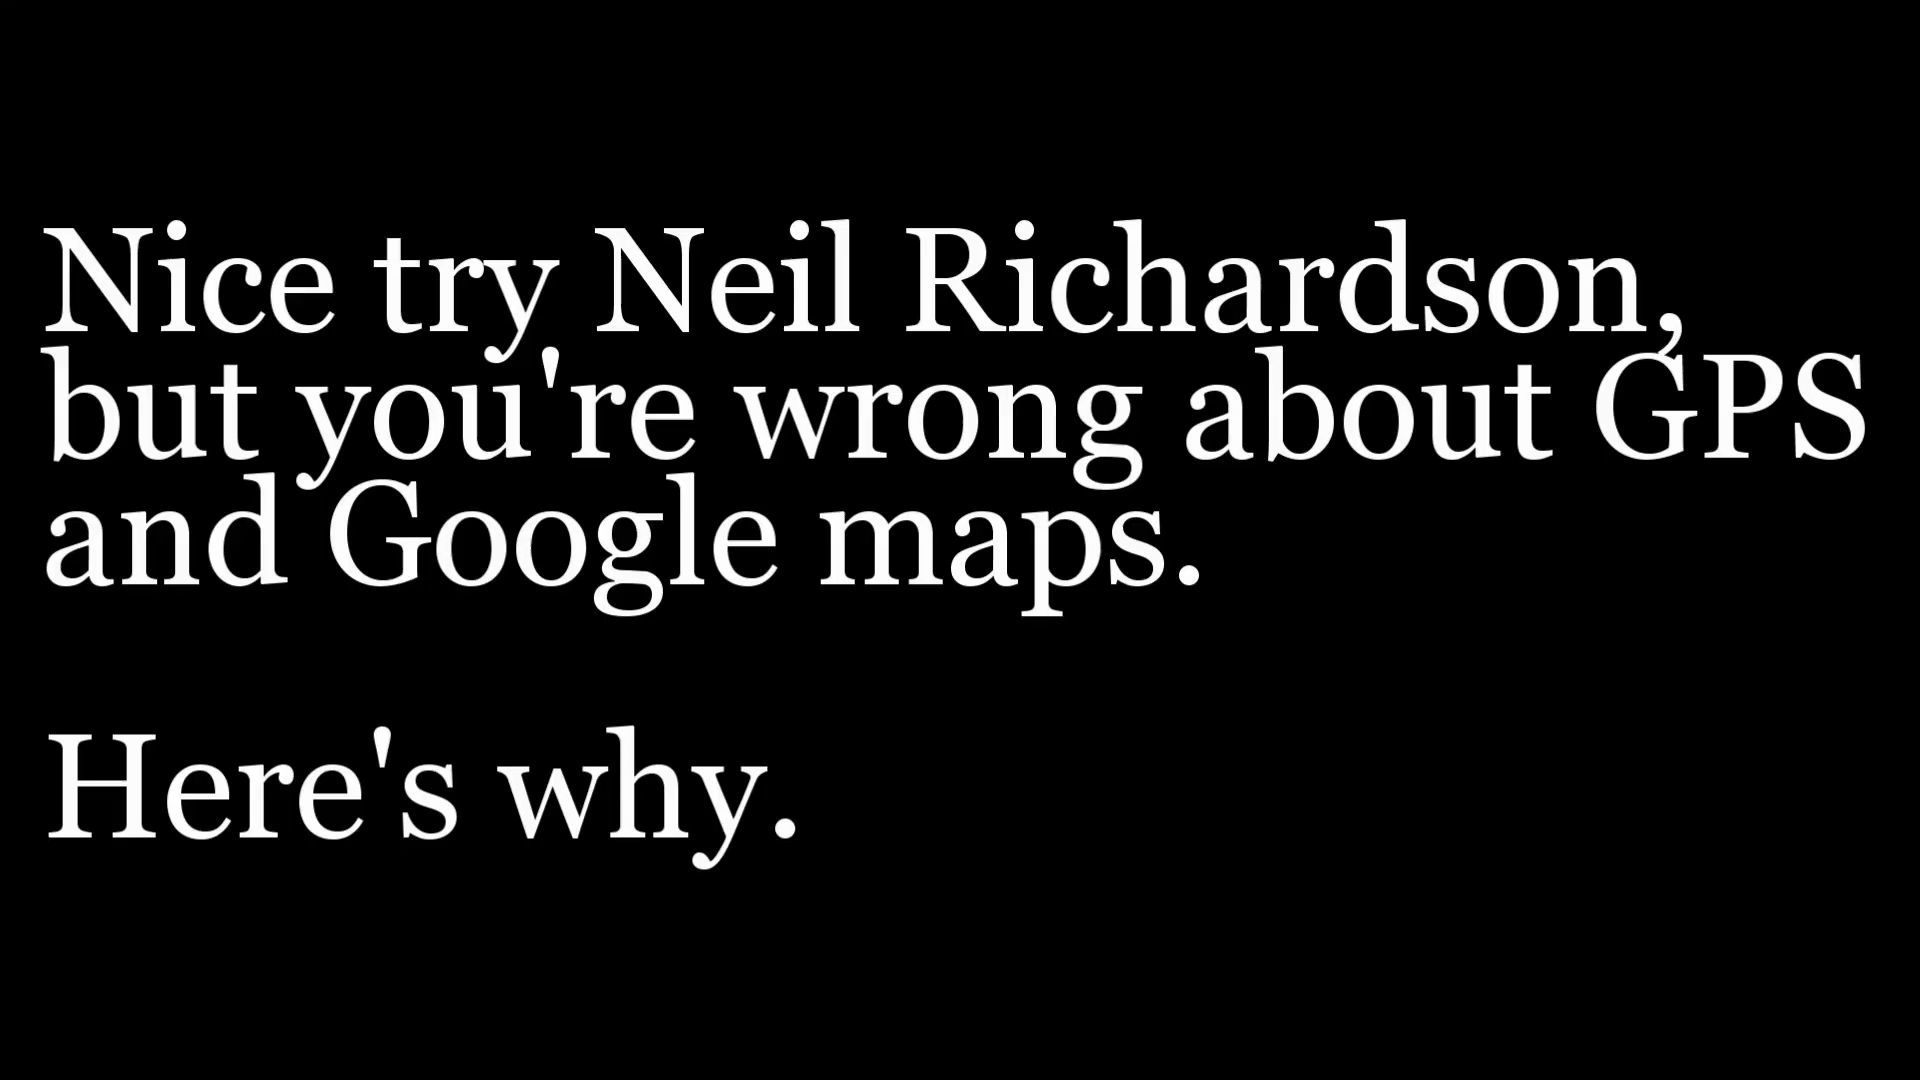 Nice try Neil Richardson,
but you're wrong about GPS
and Google maps.
Here's why.